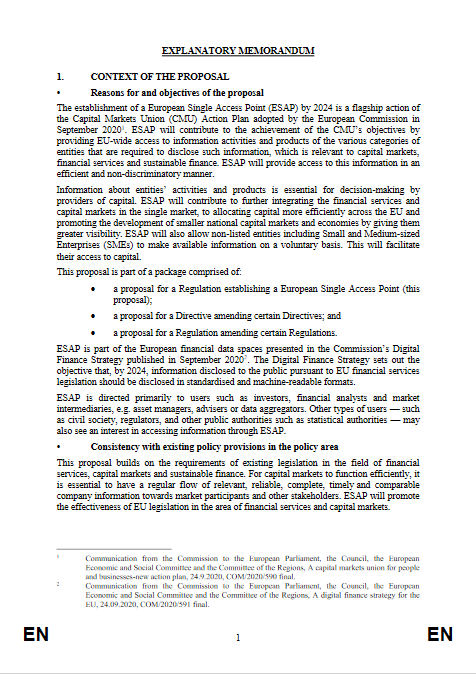 EXPLANATORY MEMORANDUM
1. CONTEXT OF THE PROPOSAL
• Reasons for and objectives of the proposal
The establishment of a European Single Access Point (ESAP) by 2024 is a flagship action of
the Capital Markets Union (CMU) Action Plan adopted by the European Commission in
September 2020¹. ESAP will contribute to the achievement of the CMU's objectives by
providing EU-wide access to information activities and products of the various categories of
entities that are required to disclose such information, which is relevant to capital markets,
financial services and sustainable finance. ESAP will provide access to this information in an
efficient and non-discriminatory manner.
Information about entities' activities and products is essential for decision-making by
providers of capital. ESAP will contribute to further integrating the financial services and
capital markets in the single market, to allocating capital more efficiently across the EU and
promoting the development of smaller national capital markets and economies by giving them
greater visibility. ESAP will also allow non-listed entities including Small and Medium-sized
Enterprises (SMEs) to make available information on a voluntary basis. This will facilitate
their access to capital.
This proposal is part of a package comprised of:
• a proposal for a Regulation establishing a European Single Access Point (this
proposal);
• a proposal for a Directive amending certain Directives; and
• a proposal for a Regulation amending certain Regulations.
ESAP is part of the European financial data spaces presented in the Commission's Digital
Finance Strategy published in September 2020². The Digital Finance Strategy sets out the
objective that, by 2024, information disclosed to the public pursuant to EU financial services
legislation should be disclosed in standardised and machine-readable formats.
ESAP is directed primarily to users such as investors, financial analysts and market
intermediaries, e.g. asset managers, advisers or data aggregators. Other types of users — such
as civil society, regulators, and other public authorities such as statistical authorities — may
also see an interest in accessing information through ESAP.
• Consistency with existing policy provisions in the policy area
This proposal builds on the requirements of existing legislation in the field of financial
services, capital markets and sustainable finance. For capital markets to function efficiently, it
is essential to have a regular flow of relevant, reliable, complete, timely and comparable
company information towards market participants and other stakeholders. ESAP will promote
the effectiveness of EU legislation in the area of financial services and capital markets.
1 Communication from the Commission to the European Parliament, the Council, the European
Economic and Social Committee and the Committee of the Regions, A capital markets union for people
and businesses-new action plan, 24.9.2020, COM/2020/590 final.
2 Communication from the Commission to the European Parliament, the Council, the European
Economic and Social Committee and the Committee of the Regions, A digital finance strategy for the
EU, 24.09.2020, COM/2020/591 final.
EN 1 EN